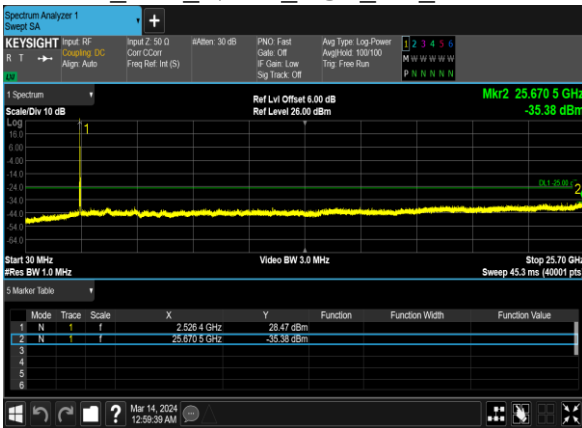 Spectrum Analyzer 1
Swept SA
+
KEYSIGHT Input: RF Input Z: 50 Ω #Atten: 30 dB PNO: Fast Avg Type: Log-Power 1 2 3 4 5 6
R T Coupling: DC Corr CCorr Gate: Off Avg|Hold: 100/100 M W W W W W
Align: Auto Freq Ref: Int (S) IF Gain: Low Trig: Free Run
LW Sig Track: Off P N N N N N
1 Spectrum Ref Lvl Offset 6.00 dB Mkr2 25.670 5 GHz
Scale/Div 10 dB Ref Level 26.00 dBm -35.38 dBm
Log
1
16.0
6.00
-4.00
-14.0
-24.0 DL1 -25.00 2
-34.0
-44.0
-54.0
-64.0
Start 30 MHz Video BW 3.0 MHz Stop 25.70 GHz
#Res BW 1.0 MHz Sweep 45.3 ms (40001 pts
5 Marker Table
Mode Trace Scale X Y Function Function Width Function Value
1 N 1 f 2.526 4 GHz 28.47 dBm
2 N 1 f 25.670 5 GHz -35.38 dBm
3
4
5
6
? Mar 14, 2024
12:59:39 AM